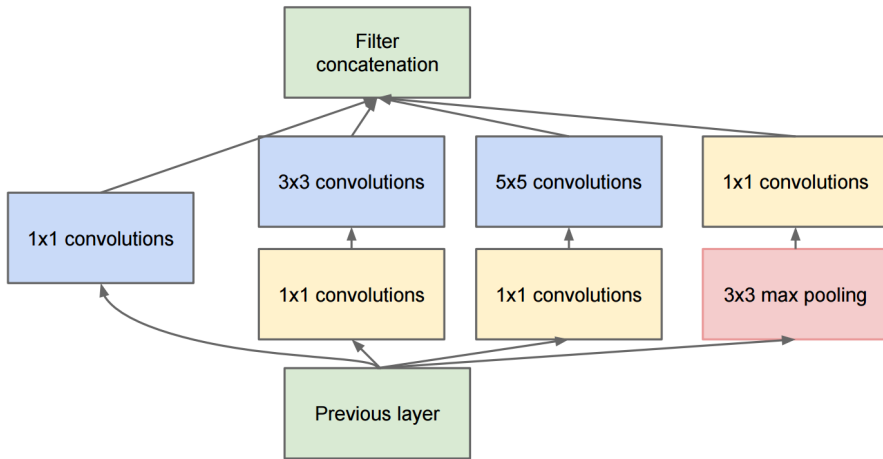 Filter
concatenation
3x3 convolutions
5x5 convolutions
1x1 convolutions
1x1 convolutions
1x1 convolutions
1x1 convolutions
3x3 max pooling
Previous layer